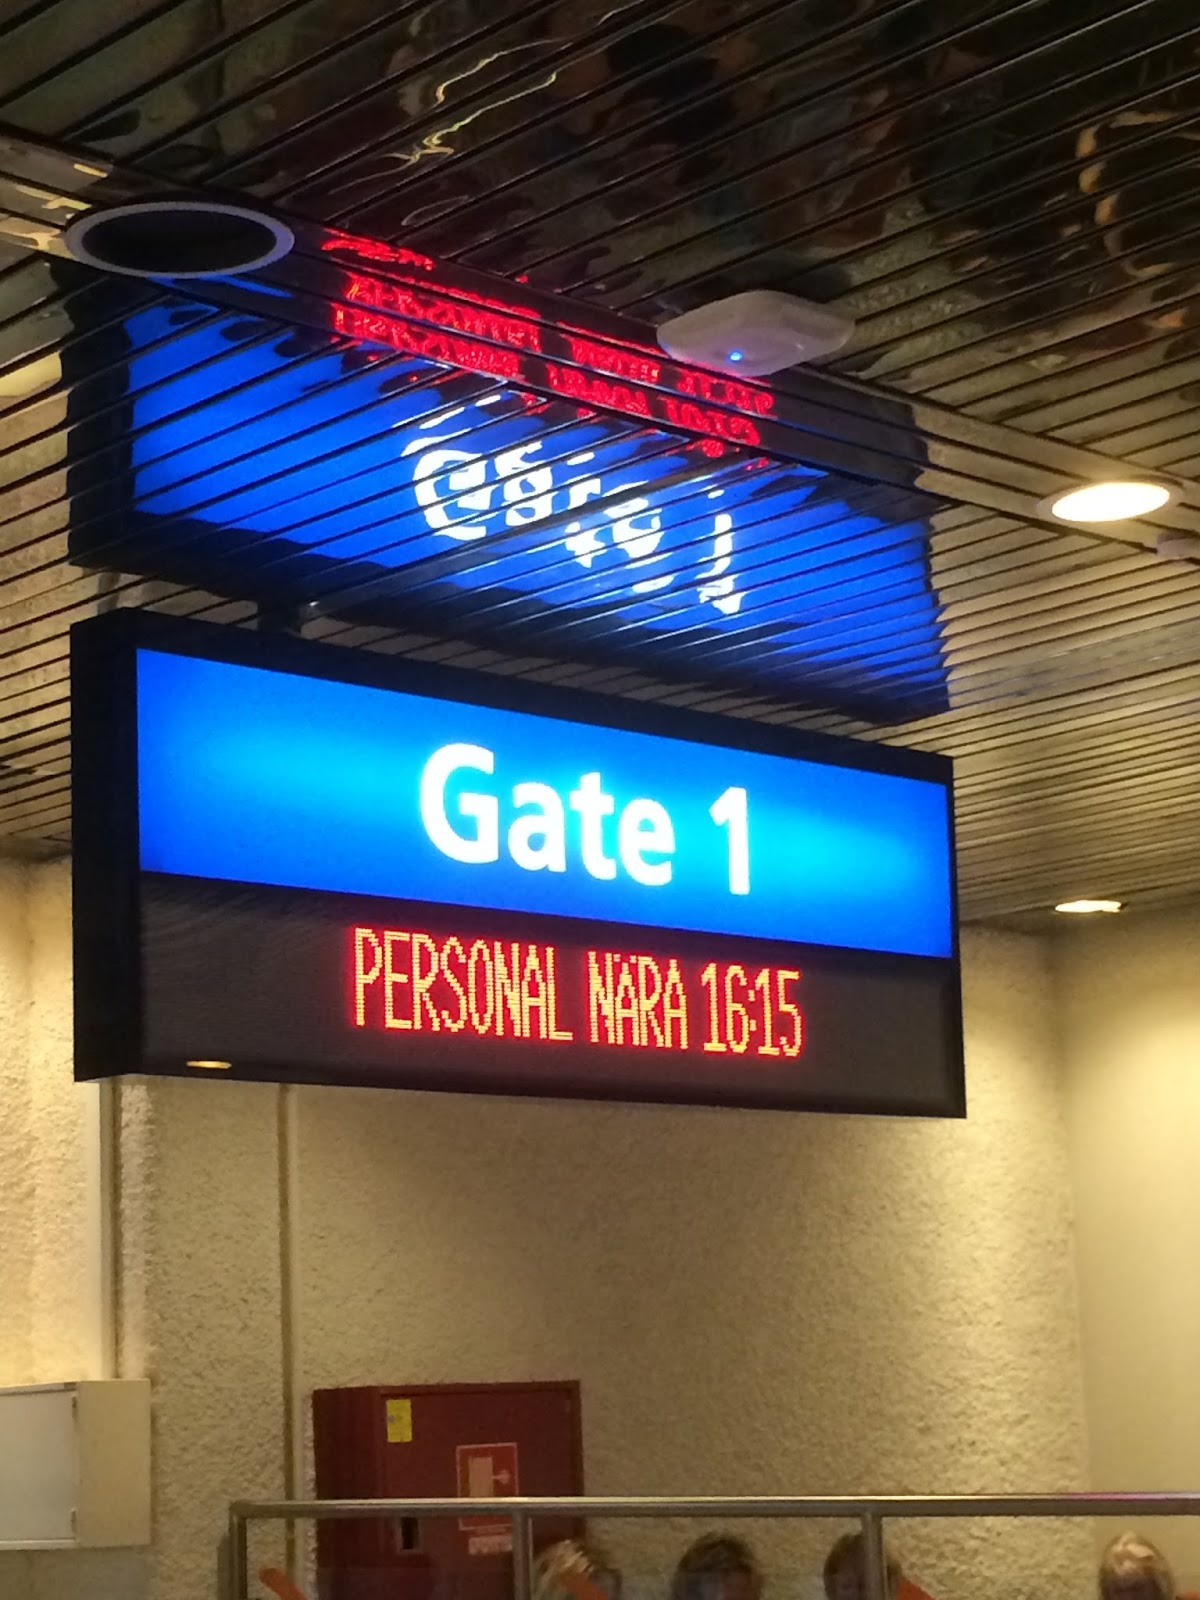 Gate 1
PERSONAL NÄRA 16:15